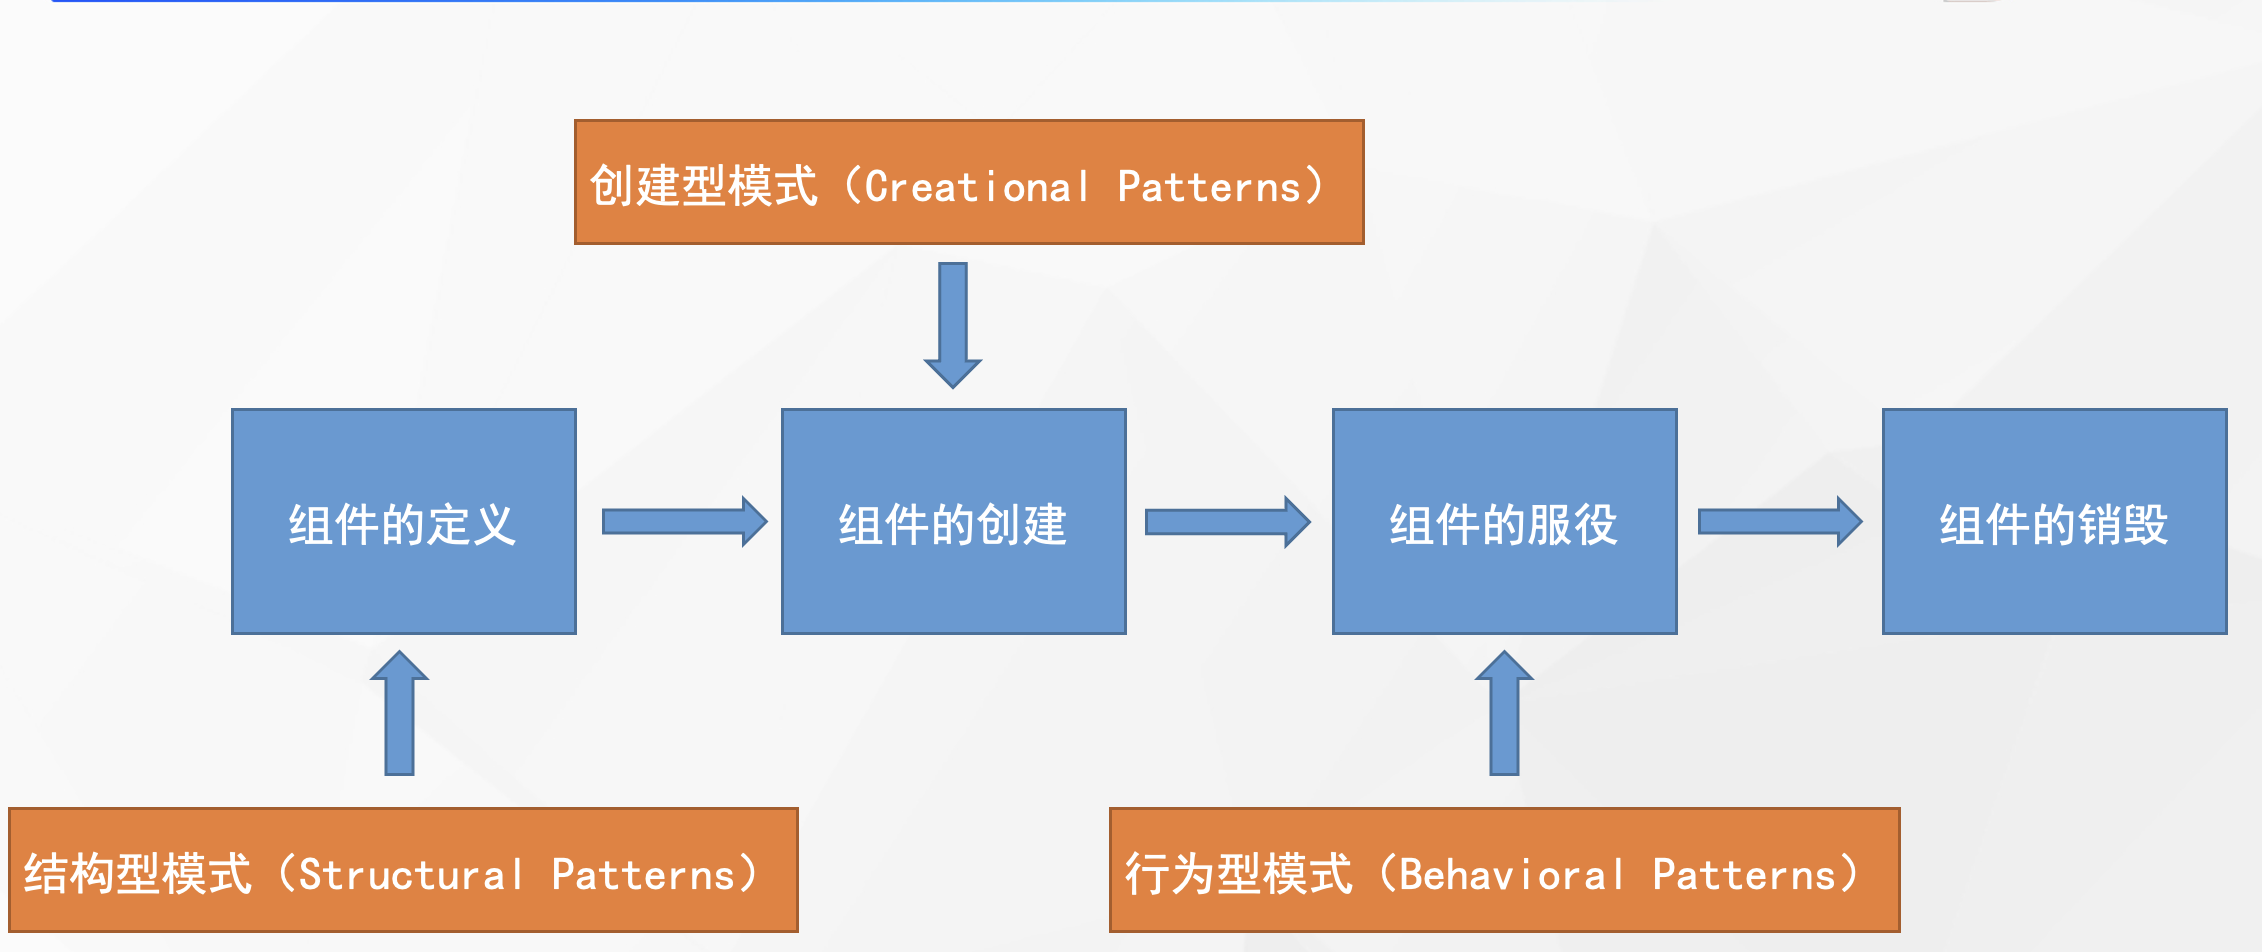 创建型模式（Creational Patterns）
组件的定义
组件的创建
组件的服役
组件的销毁
结构型模式（Structural Patterns）
行为型模式（Behavioral Patterns）